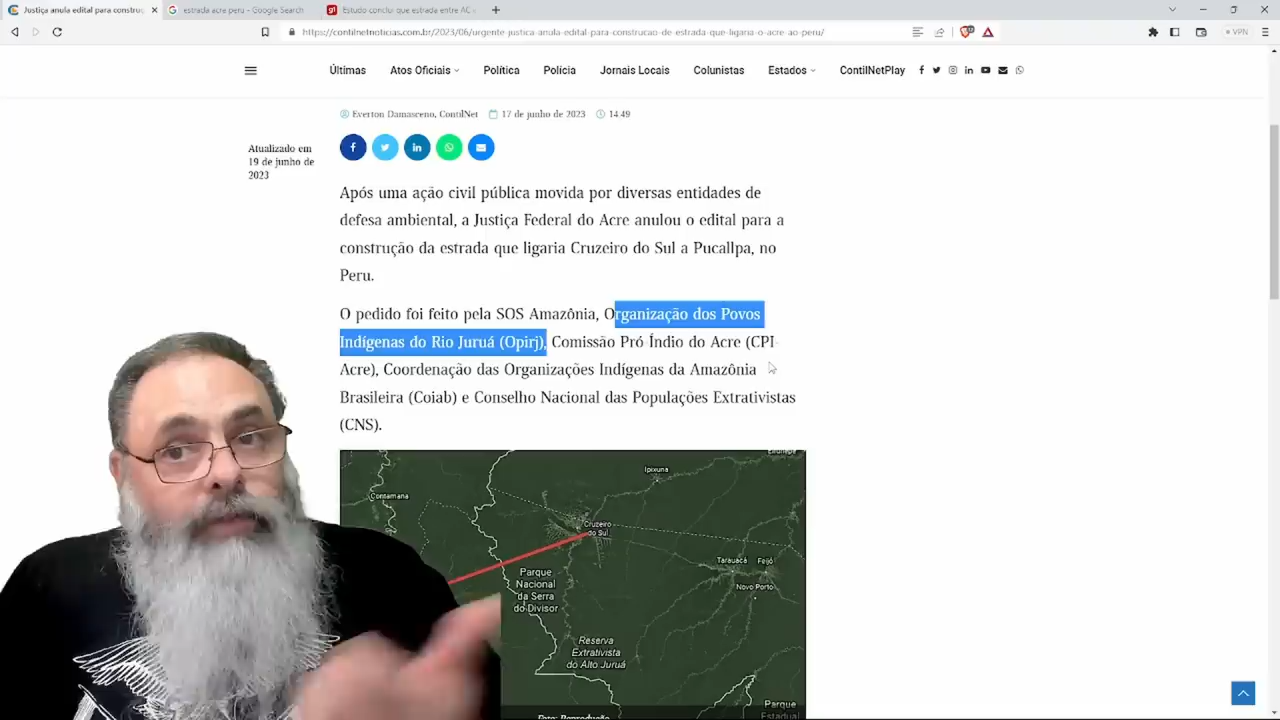 Justiça anula edital para constru
estrada acre peru - Google Search
Estudo conclui que estrada entre AC
https://contilnetnoticias.com.br/2023/06/urgente-justica-anula-edital-para-construcao-de-estrada-que-ligaria-o-acre-ao-peru/
VPN
Últimas
Atos Oficiais
Política
Polícia
Jornais Locais
Colunistas
Estados
ContilNetPlay
Everton Damasceno, ContilNet
17 de junho de 2023
14:49
Atualizado em
19 de junho de
2023
Após uma ação civil pública movida por diversas entidades de
defesa ambiental, a Justiça Federal do Acre anulou o edital para a
construção da estrada que ligaria Cruzeiro do Sul a Pucallpa, no
Peru.
O pedido foi feito pela SOS Amazônia, Organização dos Povos
Indígenas do Rio Juruá (Opirj), Comissão Pró Índio do Acre (CPI-
Acre), Coordenação das Organizações Indígenas da Amazônia
Brasileira (Coiab) e Conselho Nacional das Populações Extrativistas
(CNS).
Ipixuna
Contamana
Cruzeiro
do Sul
Tarauacá
Feijó
Novo Porto
Parque
Nacional
da Serra
do Divisor
Reserva
Extrativista
do Alto Juruá
Parque
Estadual
Foto: Reprodução